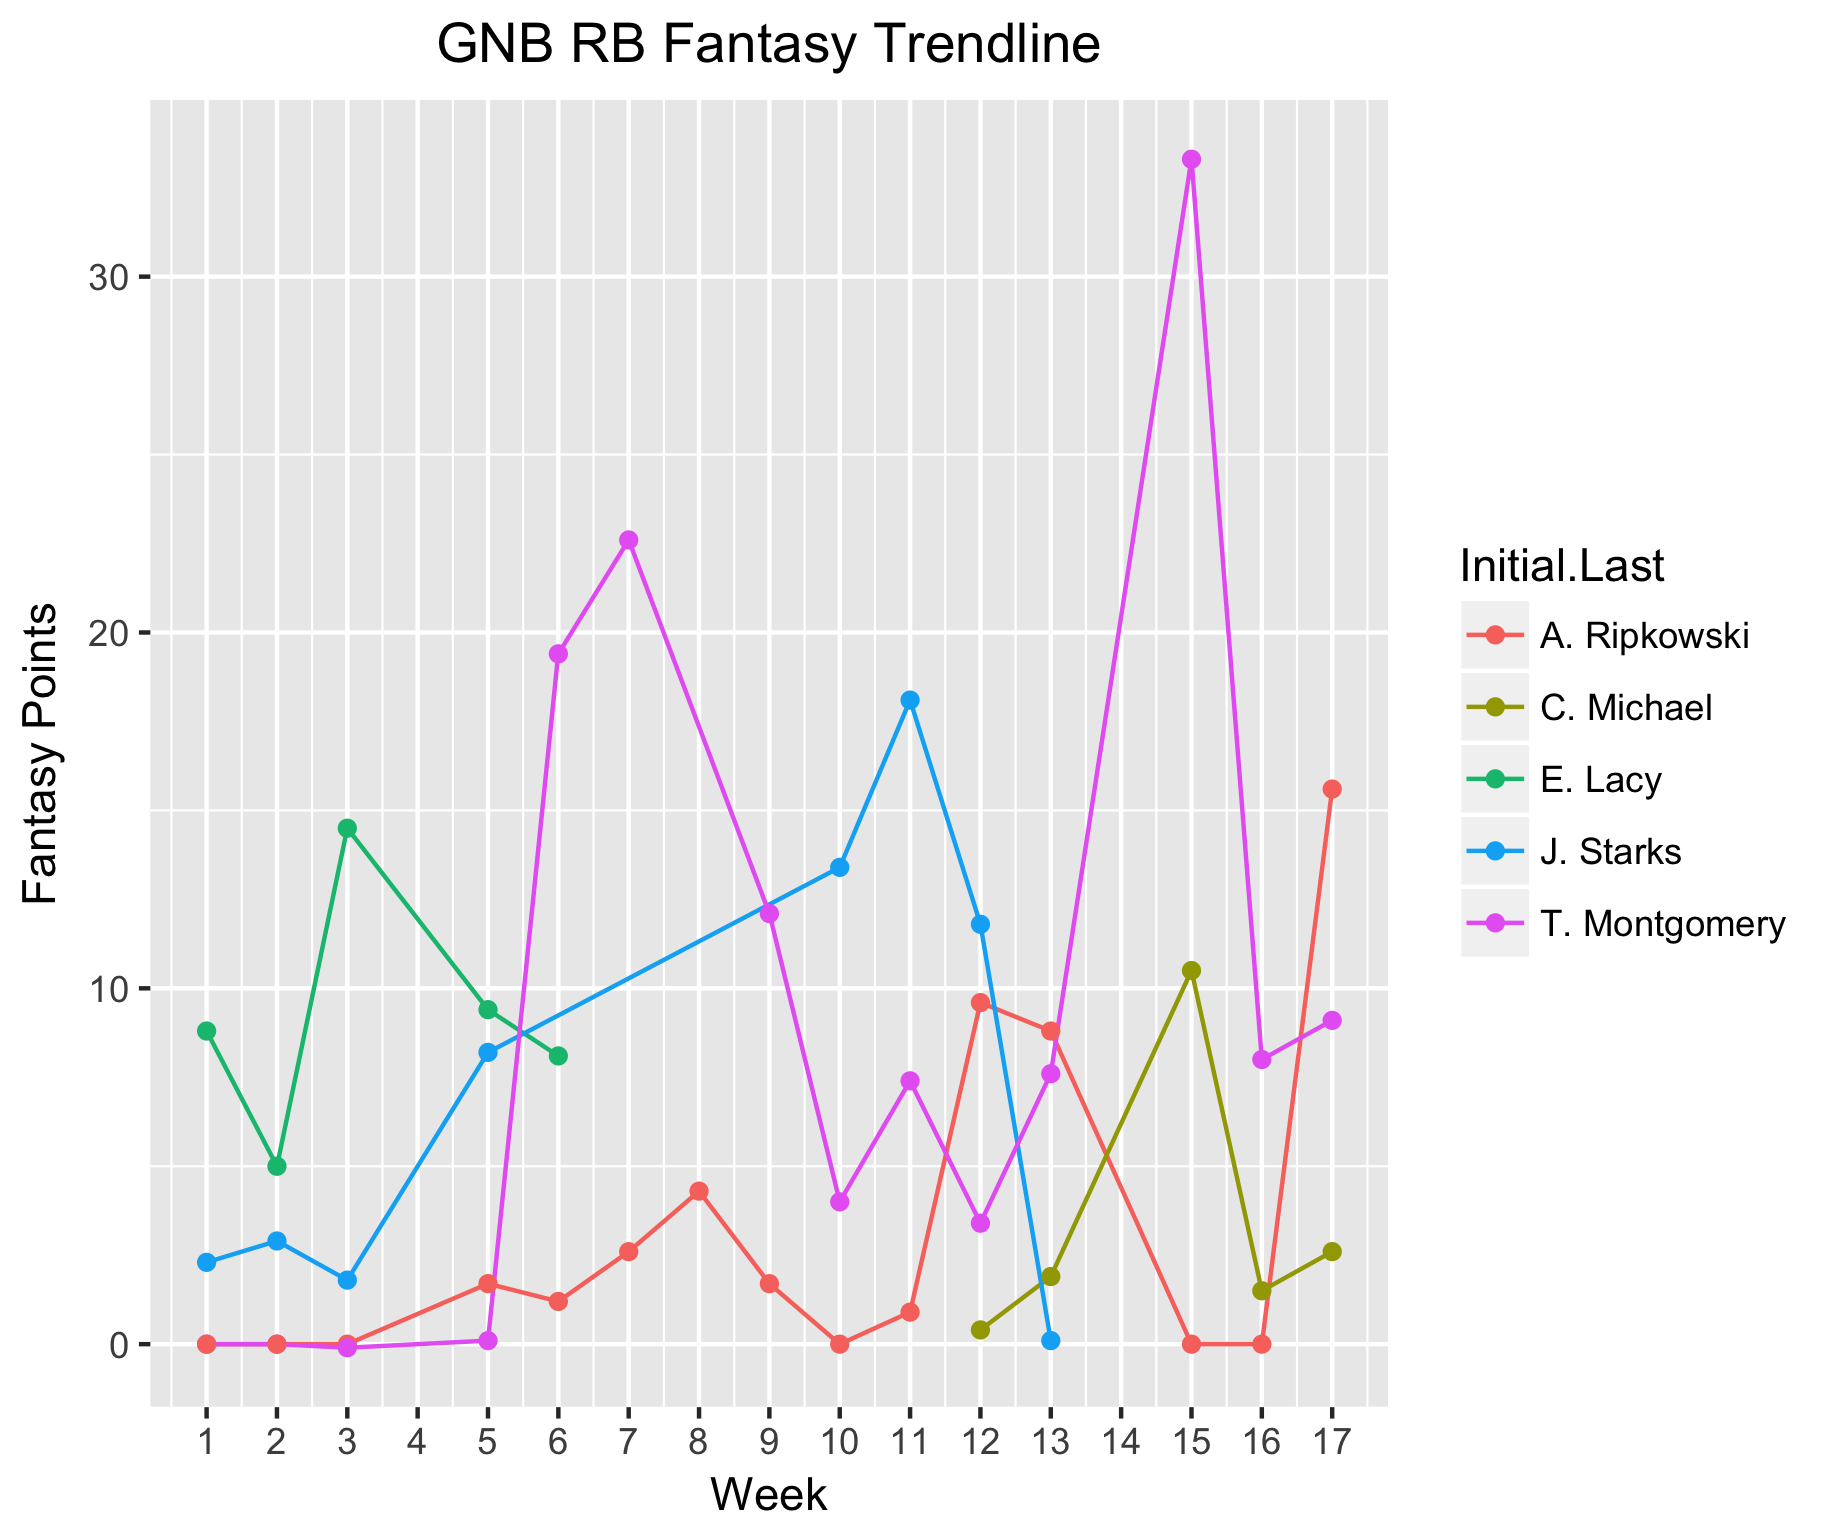 GNB RB Fantasy Trendline
Fantasy Points
30
20
10
0
1 2 3 4 5 6 7 8 9 10 11 12 13 14 15 16 17
Week
Initial.Last
A. Ripkowski
C. Michael
E. Lacy
J. Starks
T. Montgomery